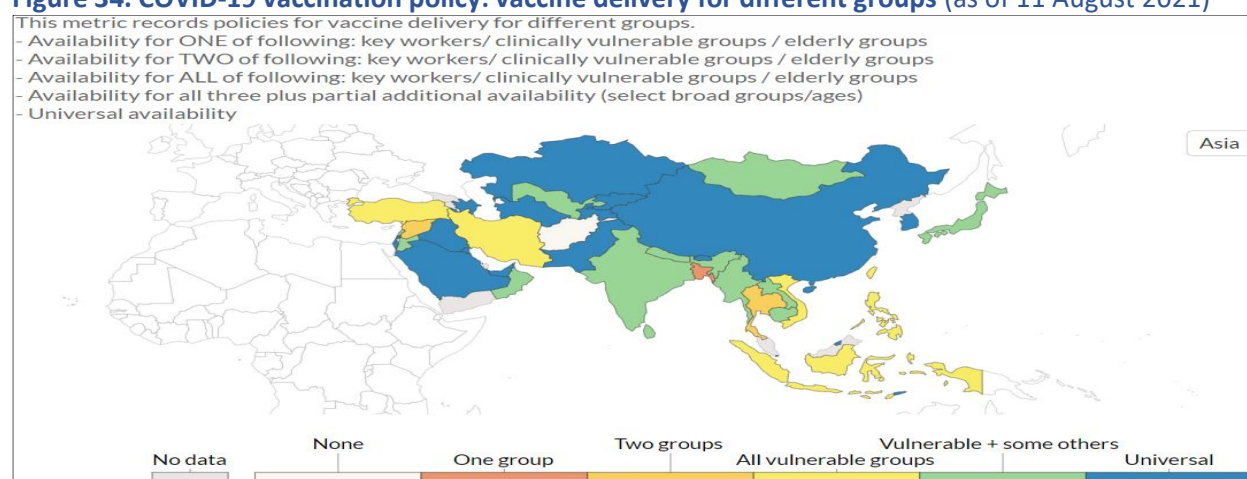 Figure 34: COVID-19 vaccination policy: vaccine delivery for different groups (as of 11 August 2021)
This metric records policies for vaccine delivery for different groups.
- Availability for ONE of following: key workers/ clinically vulnerable groups / elderly groups
- Availability for TWO of following: key workers/ clinically vulnerable groups / elderly groups
- Availability for ALL of following: key workers/ clinically vulnerable groups / elderly groups
- Availability for all three plus partial additional availability (select broad groups/ages)
- Universal availability
Asia
None
Two groups
Vulnerable + some others
No data
One group
All vulnerable groups
Universal